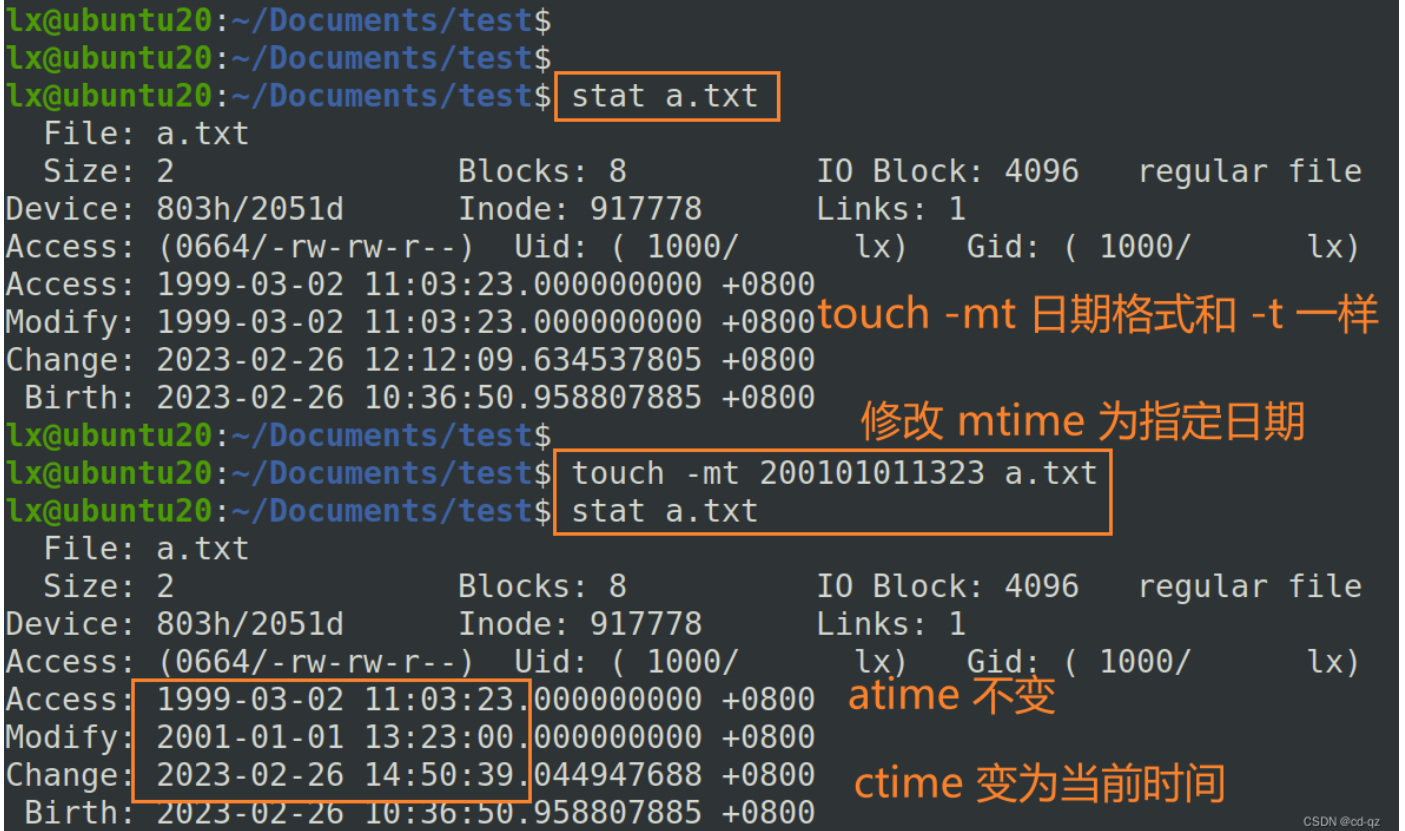 lx@ubuntu20:~/Documents/test$
lx@ubuntu20:~/Documents/test$
lx@ubuntu20:~/Documents/test$ stat a.txt
  File: a.txt
  Size: 2               Blocks: 8          IO Block: 4096   regular file
Device: 803h/2051d      Inode: 917778      Links: 1
Access: (0664/-rw-rw-r--)  Uid: ( 1000/      lx)   Gid: ( 1000/      lx)
Access: 1999-03-02 11:03:23.000000000 +0800
Modify: 1999-03-02 11:03:23.000000000 +0800 touch -mt 日期格式和 -t 一样
Change: 2023-02-26 12:12:09.634537805 +0800
 Birth: 2023-02-26 10:36:50.958807885 +0800
修改 mtime 为指定日期
lx@ubuntu20:~/Documents/test$
lx@ubuntu20:~/Documents/test$ touch -mt 200101011323 a.txt
lx@ubuntu20:~/Documents/test$ stat a.txt
  File: a.txt
  Size: 2               Blocks: 8          IO Block: 4096   regular file
Device: 803h/2051d      Inode: 917778      Links: 1
Access: (0664/-rw-rw-r--)  Uid: ( 1000/      lx)   Gid: ( 1000/      lx)
Access: 1999-03-02 11:03:23.000000000 +0800 atime 不变
Modify: 2001-01-01 13:23:00.000000000 +0800
Change: 2023-02-26 14:50:39.044947688 +0800 ctime 变为当前时间
 Birth: 2023-02-26 10:36:50.958807885 +0800
CSDN @cd-qz